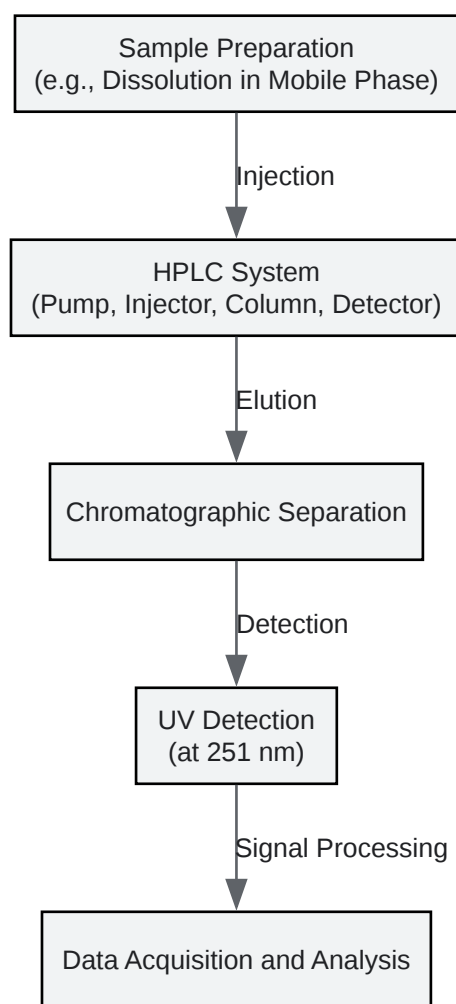 Sample Preparation
(e.g., Dissolution in Mobile Phase)
Injection
HPLC System
(Pump, Injector, Column, Detector)
Elution
Chromatographic Separation
Detection
UV Detection
(at 251 nm)
Signal Processing
Data Acquisition and Analysis